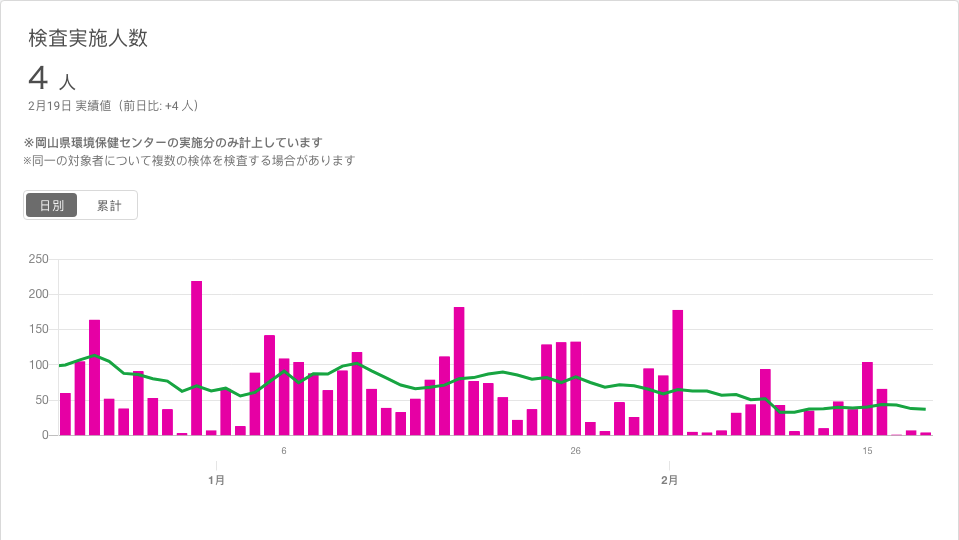 検査実施人数
4 人
2月19日 実績値（前日比: +4 人）
※岡山県環境保健センターの実施分のみ計上しています
※同一の対象者について複数の検体を検査する場合があります
日別 累計
250
200
150
100
50
0
6 26 15
1月 2月